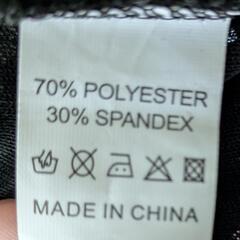 70% POLYESTER
30% SPANDEX
MADE IN CHINA